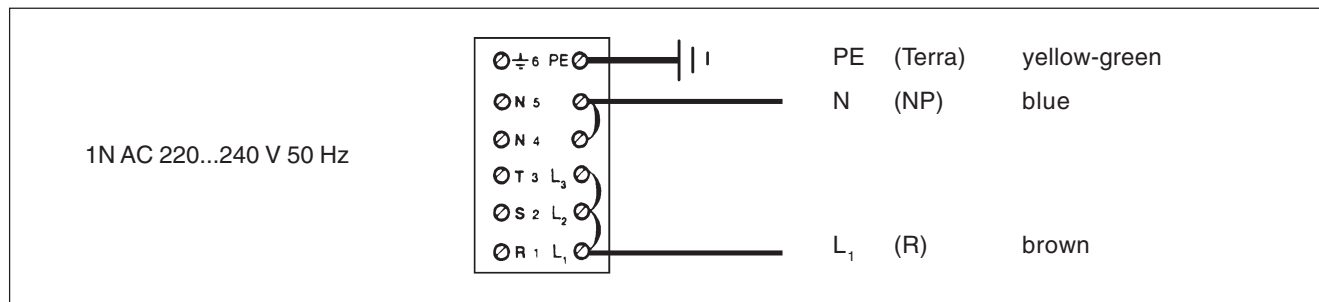 ⏚ 6 PE
PE (Terra) yellow-green
N 5
N (NP) blue
N 4
1N AC 220...240 V 50 Hz
T 3 L₃
S 2 L₂
R 1 L₁
L₁ (R) brown